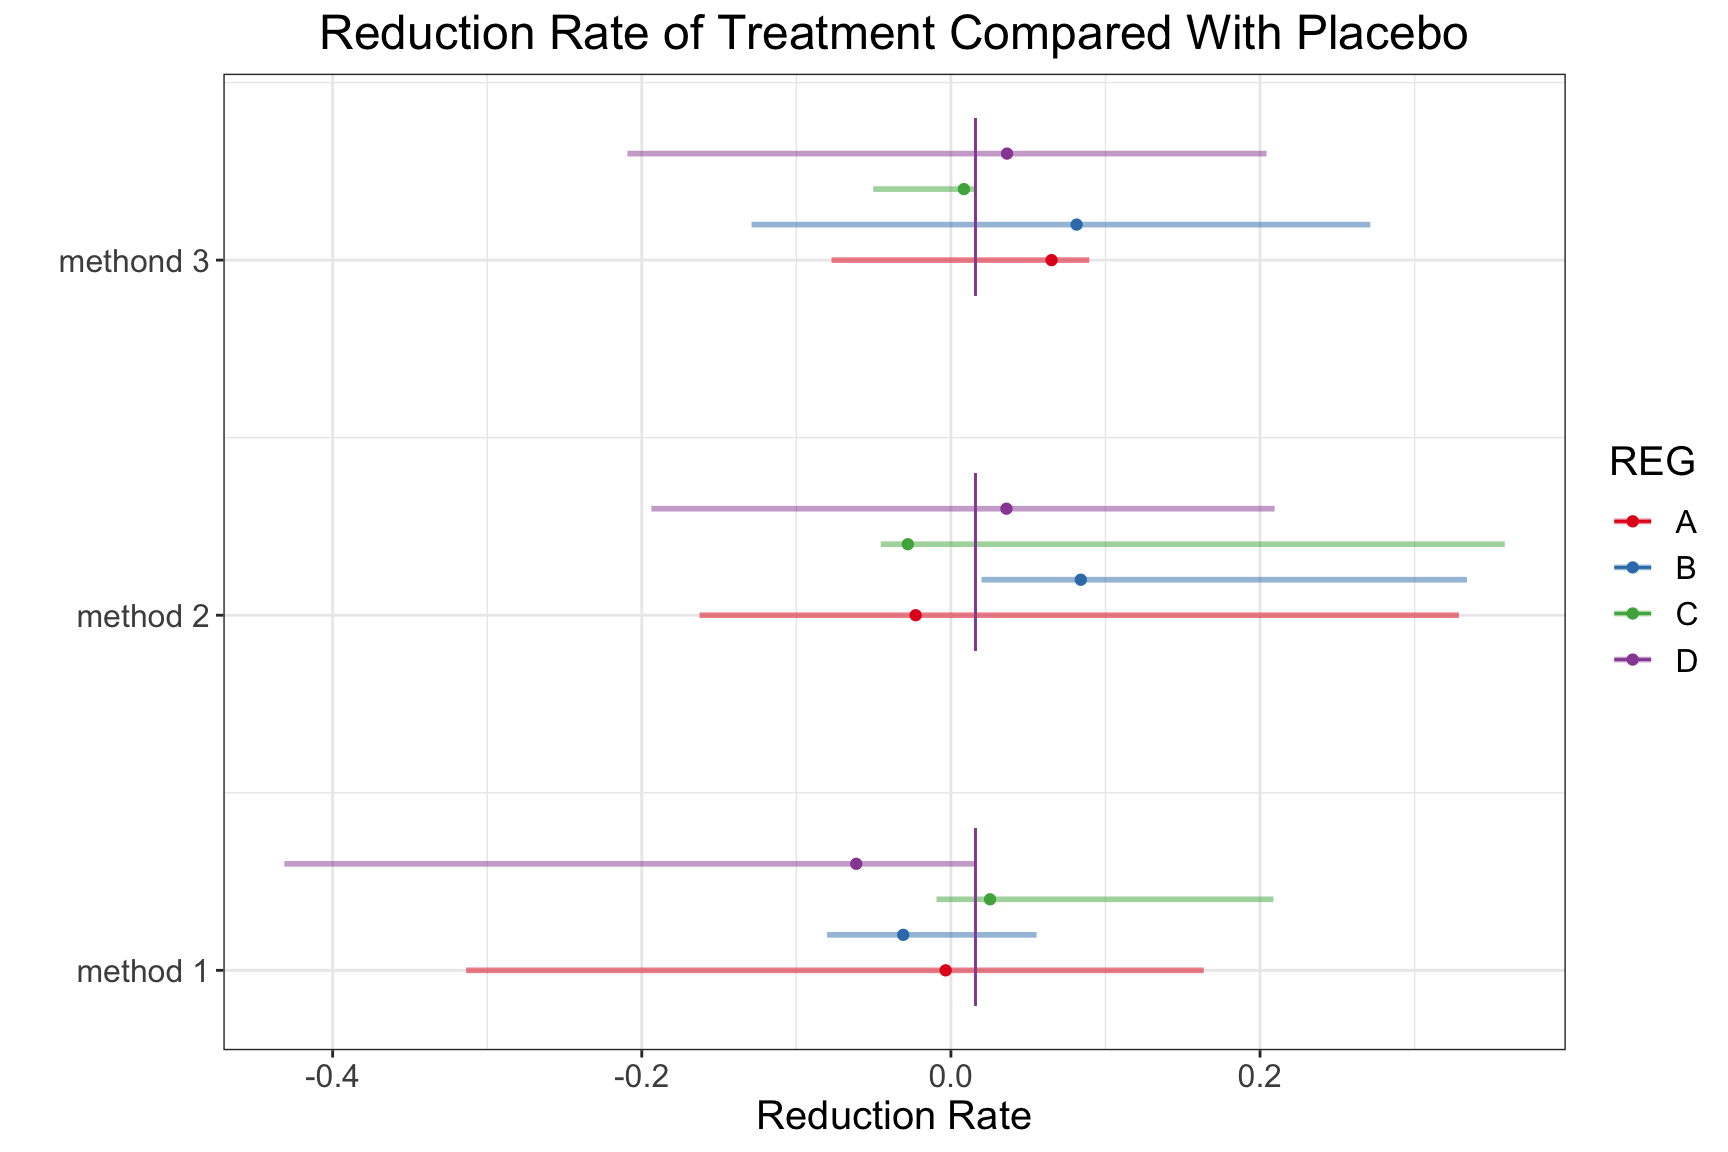 Reduction Rate of Treatment Compared With Placebo
methond 3
method 2
method 1
-0.4 -0.2 0.0 0.2
Reduction Rate
REG
A
B
C
D